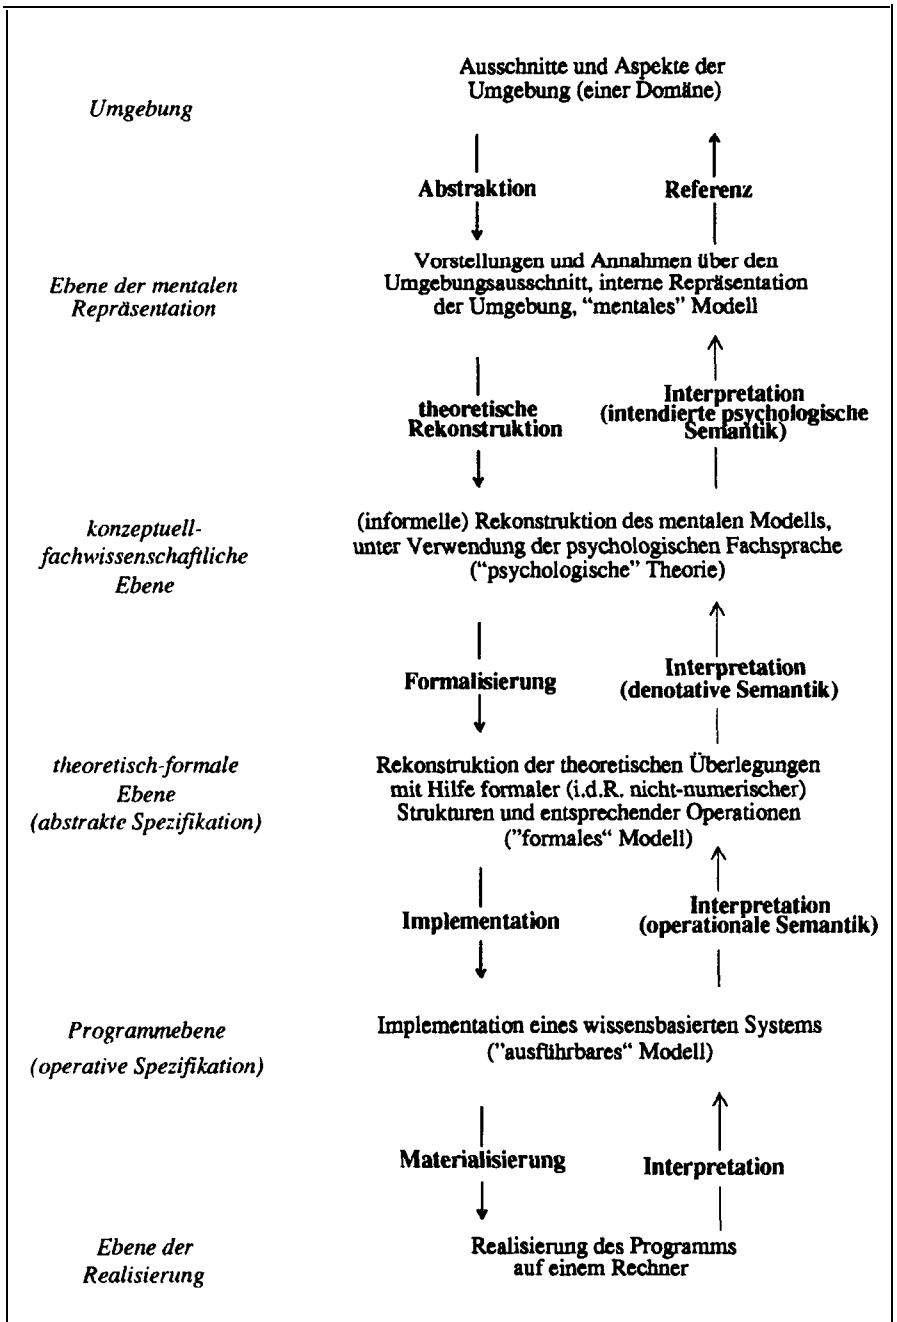 Ausschnitte und Aspekte der
Umgebung (einer Domäne)
Umgebung
Abstraktion
Referenz
Ebene der mentalen
Repräsentation
Vorstellungen und Annahmen über den
Umgebungsausschnitt, interne Repräsentation
der Umgebung, “mentales” Modell
theoretische
Rekonstruktion
Interpretation
(intendierte psychologische
Semantik)
konzeptuell-
fachwissenschaftliche
Ebene
(informelle) Rekonstruktion des mentalen Modells,
unter Verwendung der psychologischen Fachsprache
(“psychologische” Theorie)
Formalisierung
Interpretation
(denotative Semantik)
theoretisch-formale
Ebene
(abstrakte Spezifikation)
Rekonstruktion der theoretischen Überlegungen
mit Hilfe formaler (i.d.R. nicht-numerischer)
Strukturen und entsprechender Operationen
(”formales“ Modell)
Implementation
Interpretation
(operationale Semantik)
Programmebene
(operative Spezifikation)
Implementation eines wissensbasierten Systems
(”ausführbares“ Modell)
Materialisierung
Interpretation
Ebene der
Realisierung
Realisierung des Programms
auf einem Rechner